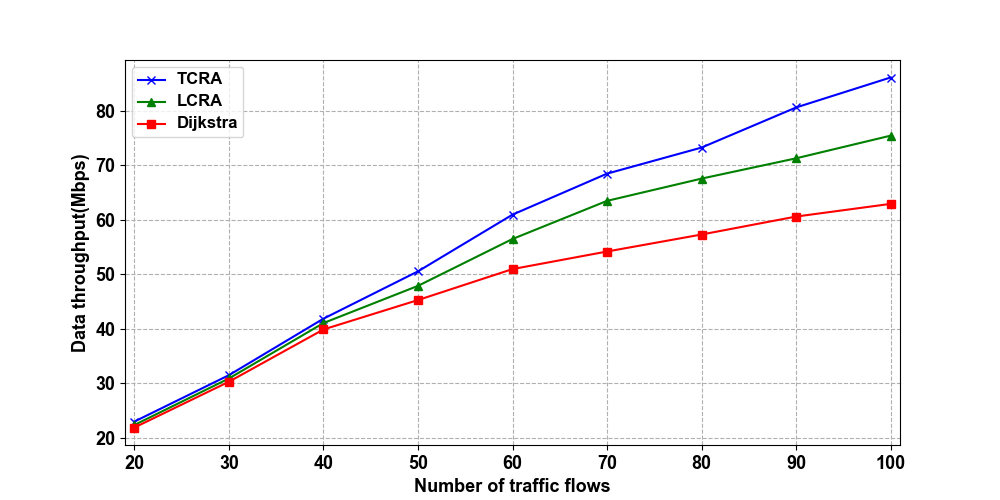 TCRA
LCRA
Dijkstra
80
70
60
50
40
30
20
Data throughput(Mbps)
20 30 40 50 60 70 80 90 100
Number of traffic flows